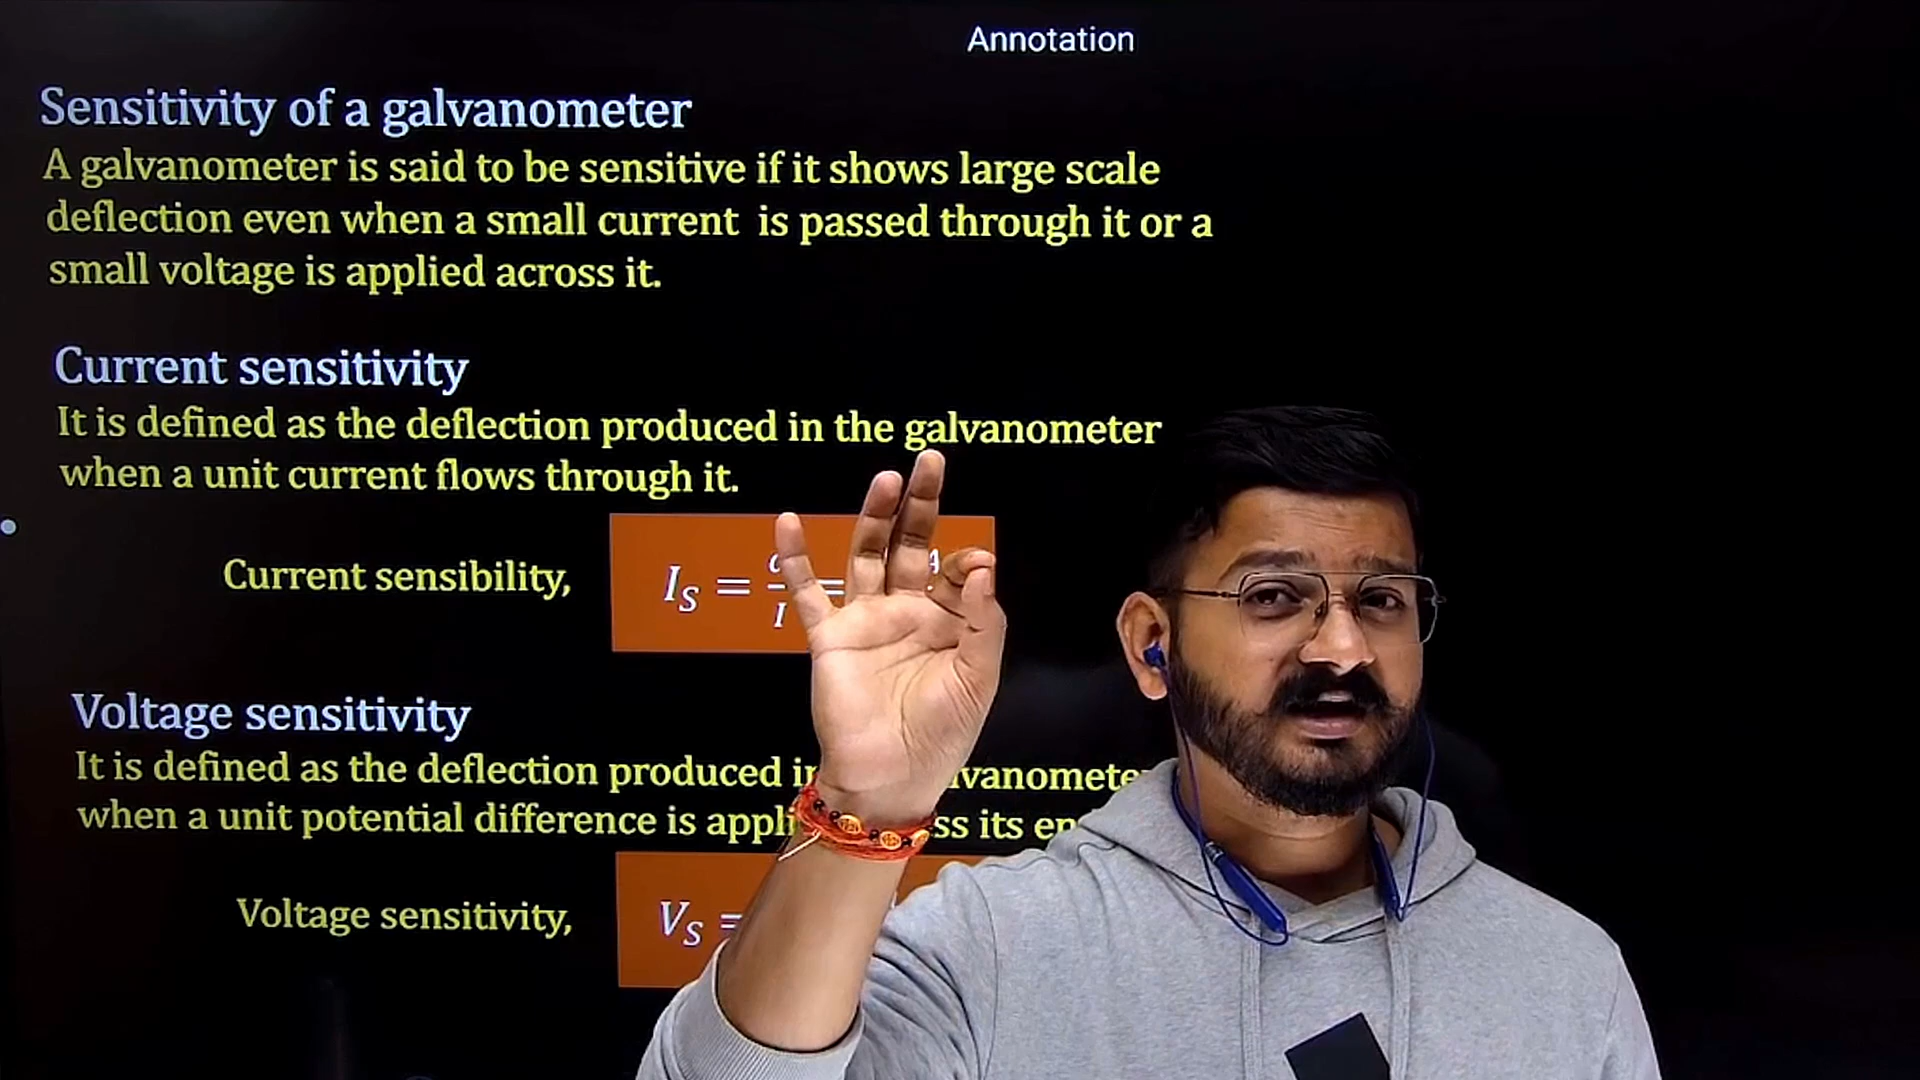 Annotation
Sensitivity of a galvanometer
A galvanometer is said to be sensitive if it shows large scale
deflection even when a small current is passed through it or a
small voltage is applied across it.
Current sensitivity
It is defined as the deflection produced in the galvanometer
when a unit current flows through it.
Current sensibility,
I_S =
I
Voltage sensitivity
It is defined as the deflection produced
when a unit potential difference is its
Voltage sensitivity,
V_S =